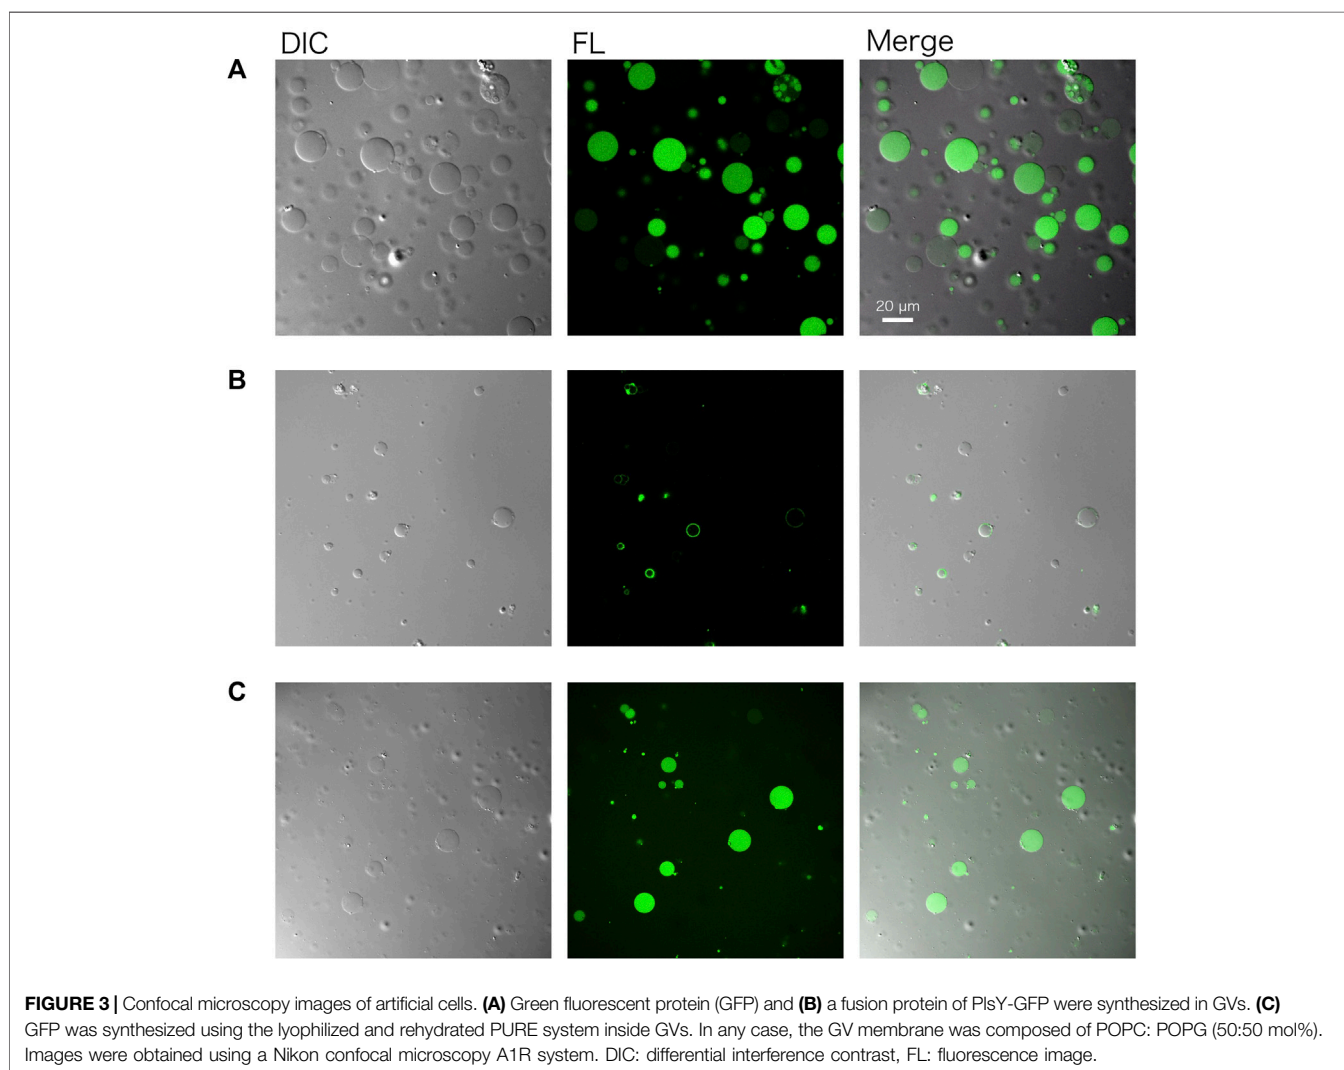 DIC FL Merge
A
20 μm
B
C
FIGURE 3 | Confocal microscopy images of artificial cells. (A) Green fluorescent protein (GFP) and (B) a fusion protein of PlsY-GFP were synthesized in GVs. (C)
GFP was synthesized using the lyophilized and rehydrated PURE system inside GVs. In any case, the GV membrane was composed of POPC: POPG (50:50 mol%).
Images were obtained using a Nikon confocal microscopy A1R system. DIC: differential interference contrast, FL: fluorescence image.